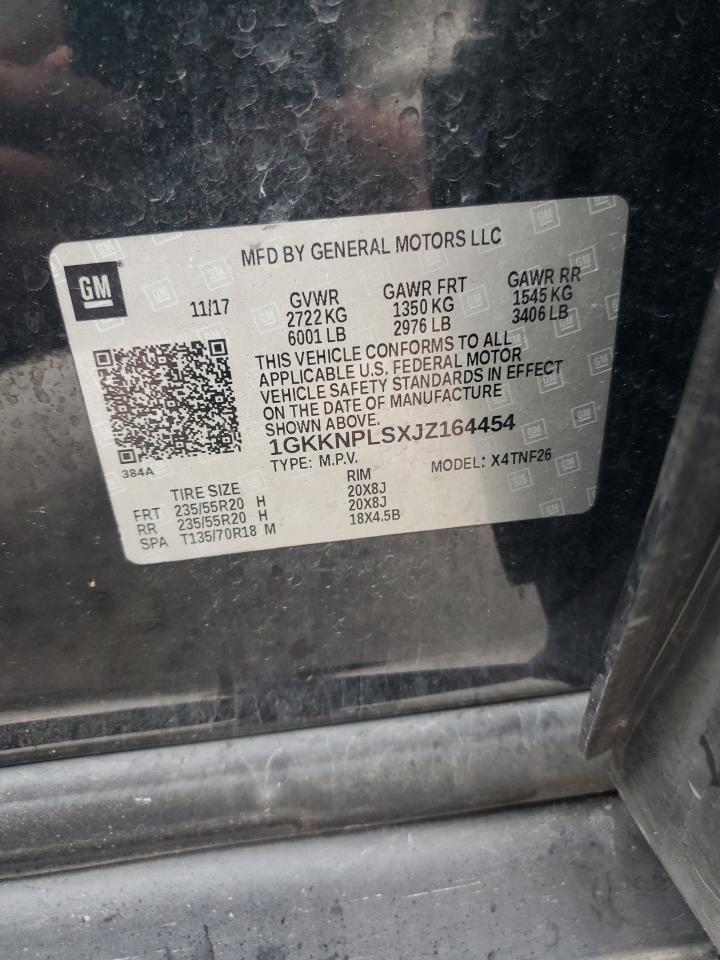 MFD BY GENERAL MOTORS LLC
GM
11/17
GVWR GAWR FRT GAWR RR
2722 KG 1350 KG 1545 KG
6001 LB 2976 LB 3406 LB
THIS VEHICLE CONFORMS TO ALL
APPLICABLE U.S. FEDERAL MOTOR
VEHICLE SAFETY STANDARDS IN EFFECT
ON THE DATE OF MANUFACTURE
SHOWN ABOVE.
1GKKNPLSXJZ164454
384A
TYPE: M.P.V. MODEL: X4TNF26
TIRE SIZE RIM
FRT 235/55R20 H 20X8J
RR 235/55R20 H 20X8J
SPA T135/70R18 M 18X4.5B